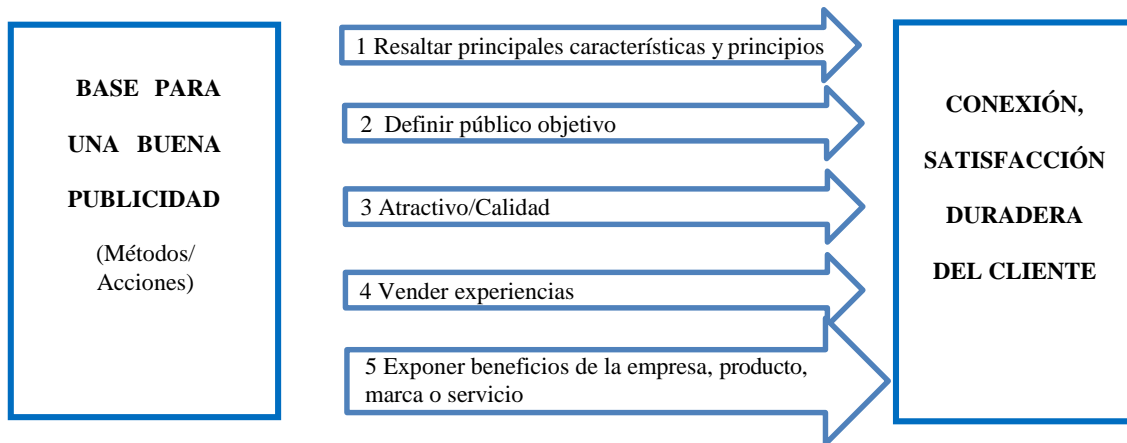 BASE PARA
UNA BUENA
PUBLICIDAD
(Métodos/
Acciones)
1 Resaltar principales características y principios
2 Definir público objetivo
3 Atractivo/Calidad
4 Vender experiencias
5 Exponer beneficios de la empresa, producto,
marca o servicio
CONEXIÓN,
SATISFACCIÓN
DURADERA
DEL CLIENTE